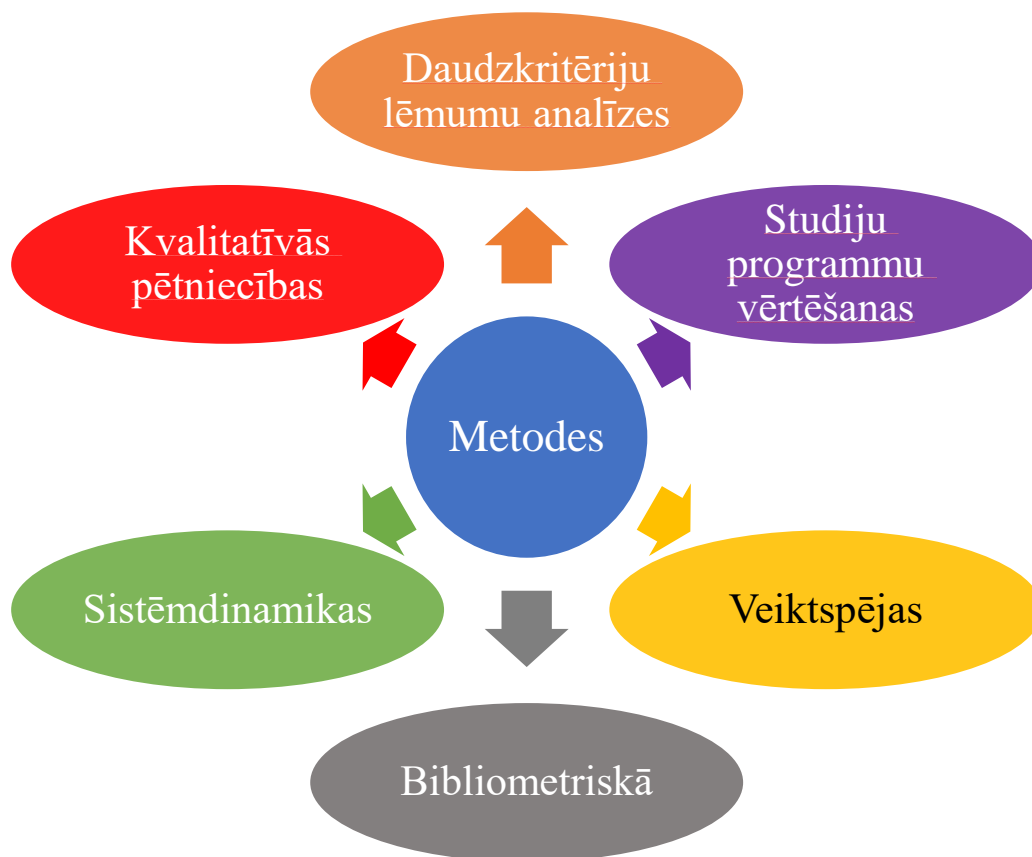 Daudzkritēriju
lēmumu analīzes
Kvalitatīvās
pētniecības
Studiju
programmu
vērtēšanas
Metodes
Sistēmdinamikas
Veiktspējas
Bibliometriskā